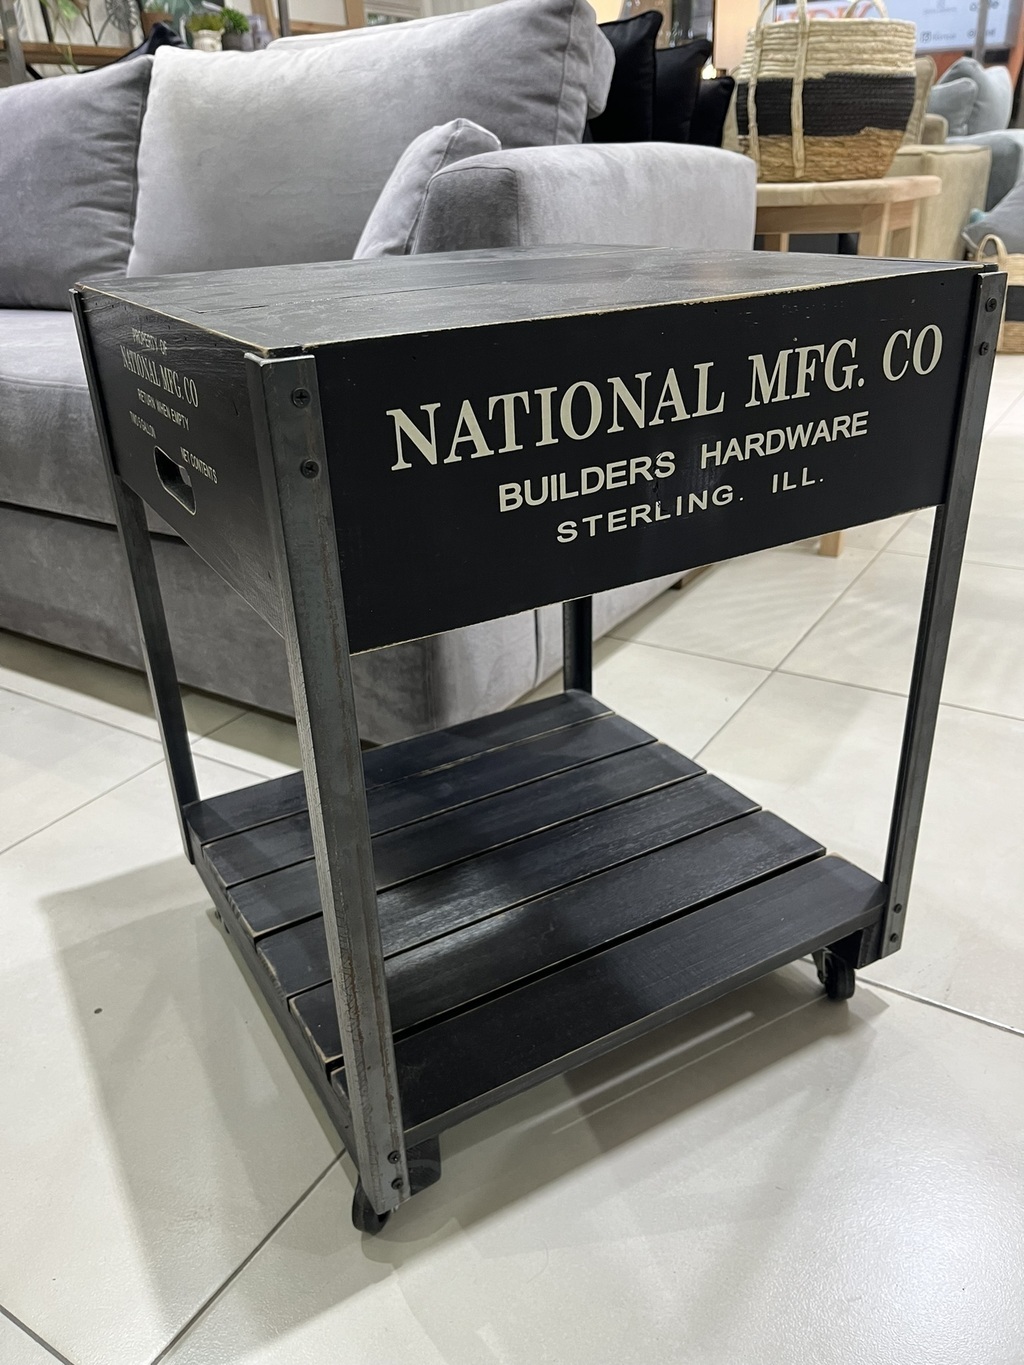 NATIONAL MFG. CO
BUILDERS HARDWARE
STERLING. ILL.
PROPERTY OF
NATIONAL MFG. CO
RETURN WHEN EMPTY
NET CONTENTS